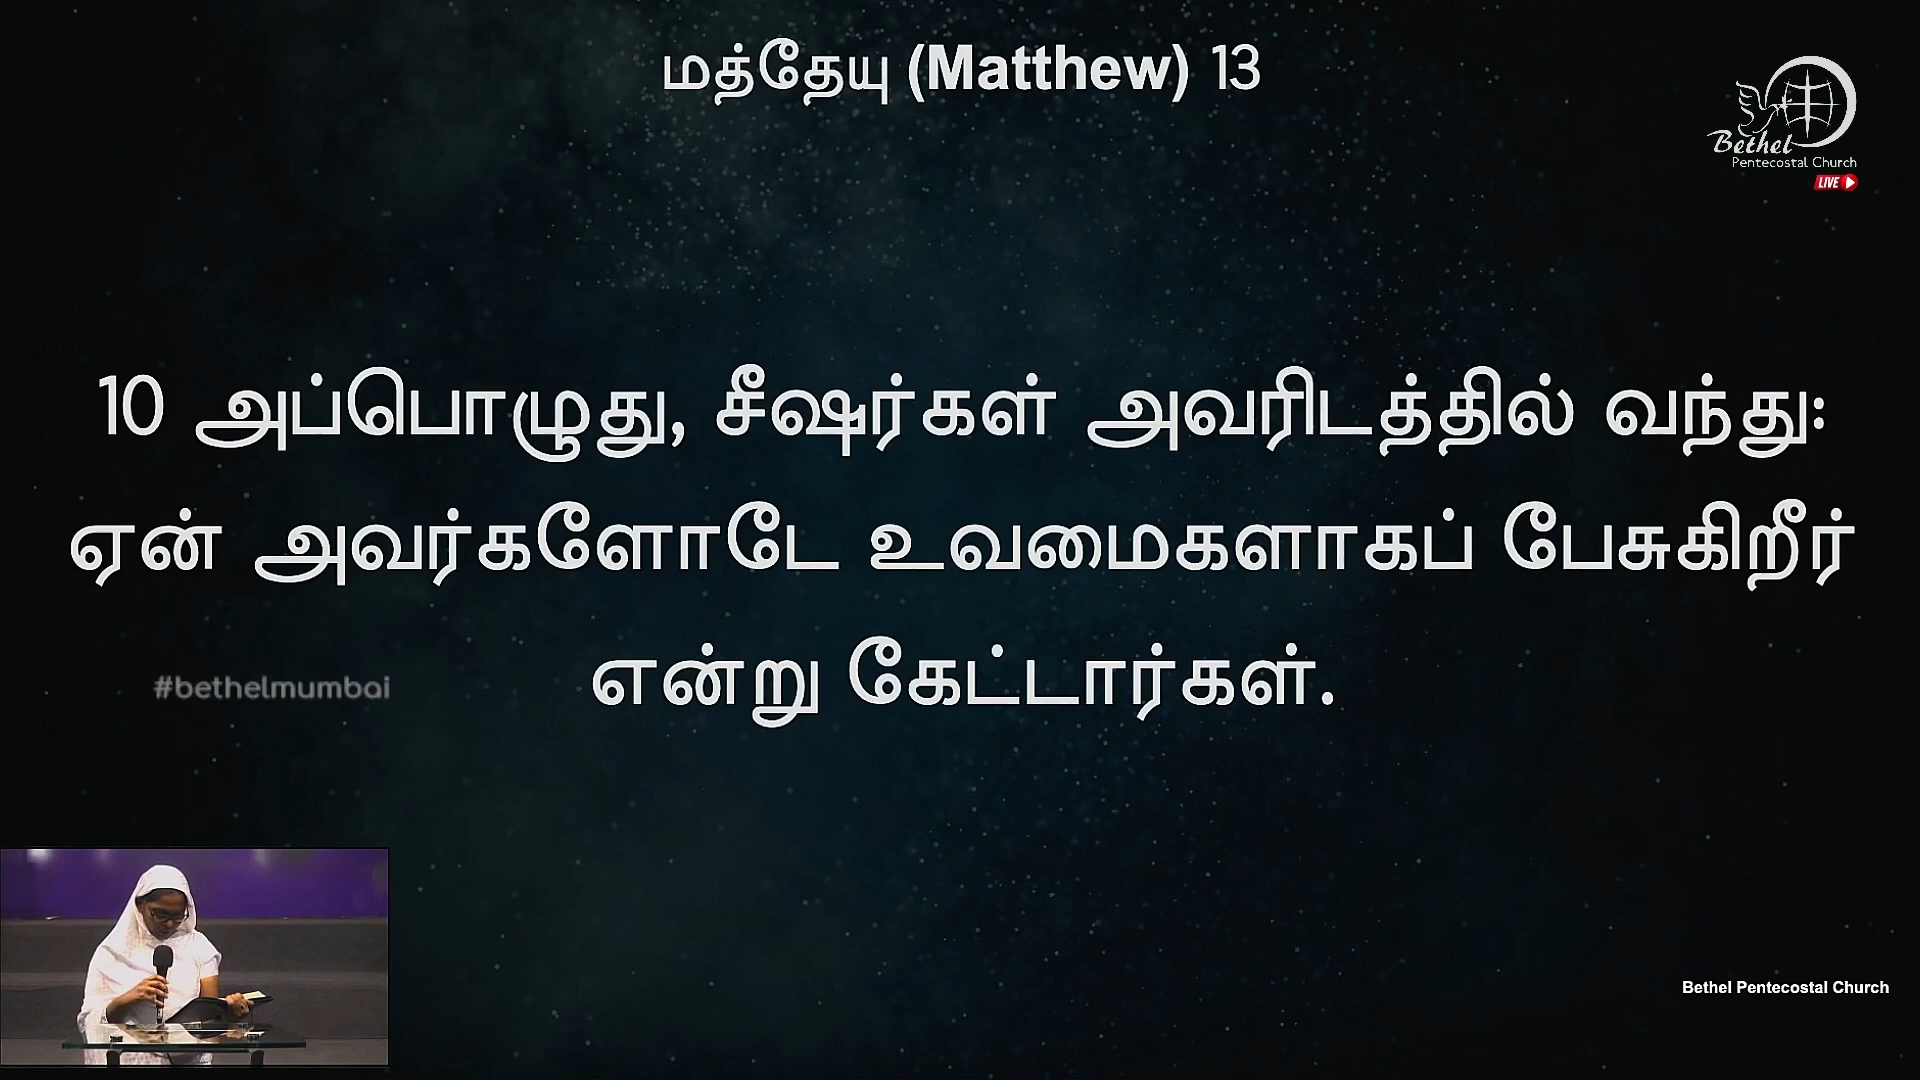 மத்தேயு (Matthew) 13
Bethel
Pentecostal Church
LIVE
10 அப்பொழுது, சீஷர்கள் அவரிடத்தில் வந்து:
ஏன் அவர்களோடே உவமைகளாகப் பேசுகிறீர்
என்று கேட்டார்கள்.
#bethelmumbai
Bethel Pentecostal Church